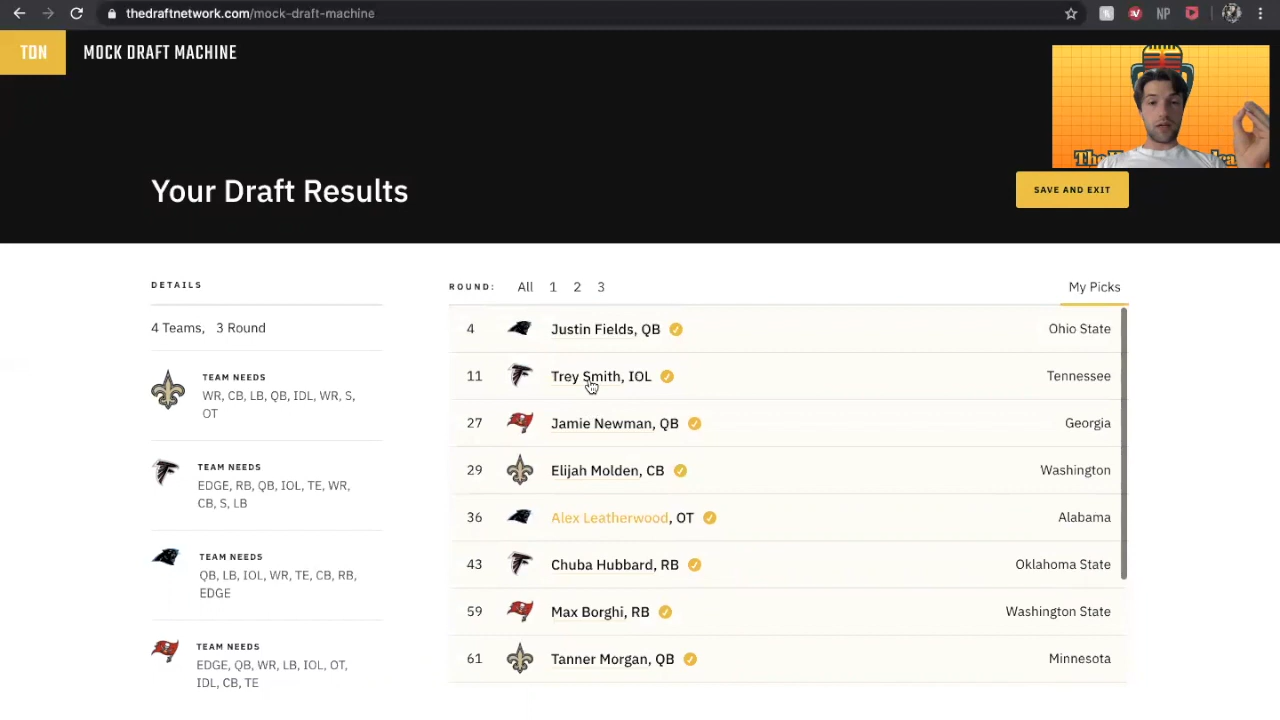 thedraftnetwork.com/mock-draft-machine
NP
TDN
MOCK DRAFT MACHINE
Your Draft Results
SAVE AND EXIT
DETAILS
4 Teams, 3 Round
TEAM NEEDS
WR, CB, LB, QB, IDL, WR, S,
OT
TEAM NEEDS
EDGE, RB, QB, IOL, TE, WR,
CB, S, LB
TEAM NEEDS
QB, LB, IOL, WR, TE, CB, RB,
EDGE
TEAM NEEDS
EDGE, QB, WR, LB, IOL, OT,
IDL, CB, TE
ROUND: All 1 2 3 My Picks
4 Justin Fields, QB Ohio State
11 Trey Smith, IOL Tennessee
27 Jamie Newman, QB Georgia
29 Elijah Molden, CB Washington
36 Alex Leatherwood, OT Alabama
43 Chuba Hubbard, RB Oklahoma State
59 Max Borghi, RB Washington State
61 Tanner Morgan, QB Minnesota